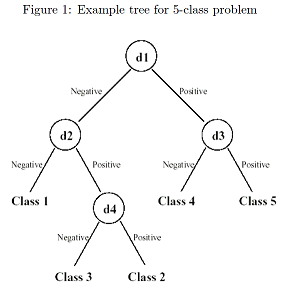 Figure 1: Example tree for 5-class problem
d1
Negative
Positive
d2
d3
Negative
Positive
Negative
Positive
Class 1
d4
Class 4
Class 5
Negative
Positive
Class 3
Class 2